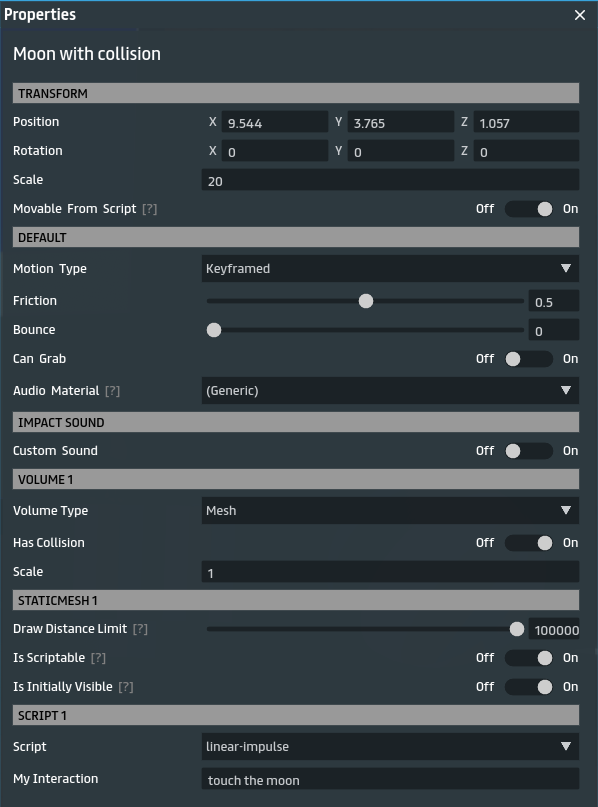 Properties
Moon with collision
TRANSFORM
Position X 9.544 Y 3.765 Z 1.057
Rotation X 0 Y 0 Z 0
Scale 20
Movable From Script [?] Off On
DEFAULT
Motion Type Keyframed
Friction 0.5
Bounce 0
Can Grab Off On
Audio Material [?] (Generic)
IMPACT SOUND
Custom Sound Off On
VOLUME 1
Volume Type Mesh
Has Collision Off On
Scale 1
STATICMESH 1
Draw Distance Limit [?] 100000
Is Scriptable [?] Off On
Is Initially Visible [?] Off On
SCRIPT 1
Script linear-impulse
My Interaction touch the moon